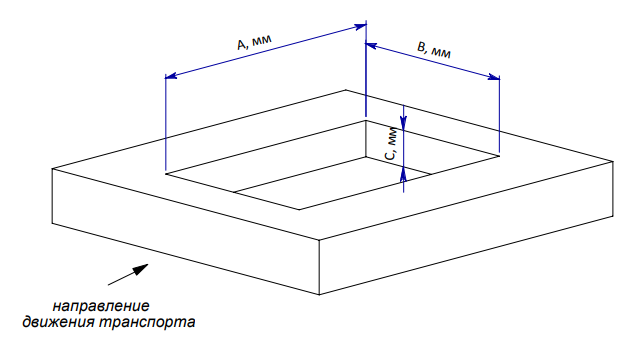 A, мм
B, мм
C, мм
направление
движения транспорта